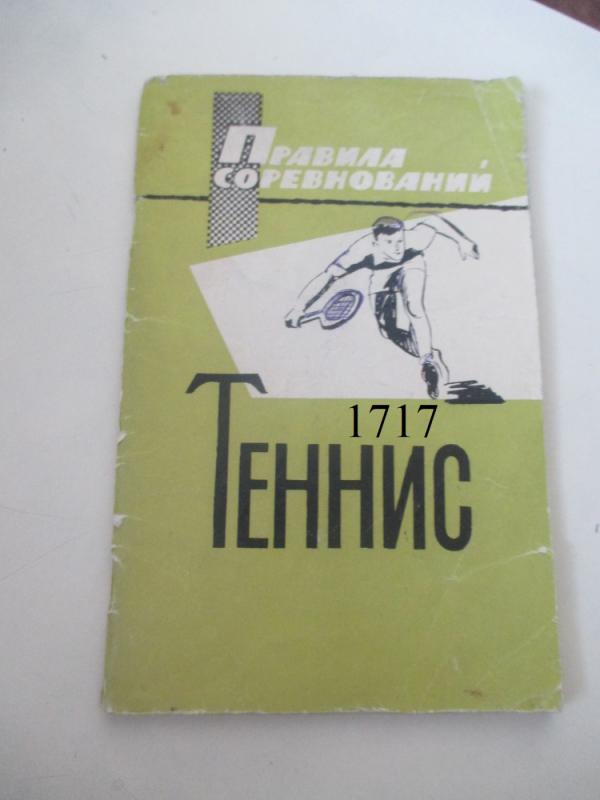 Правила
соревнований
1717
Теннис